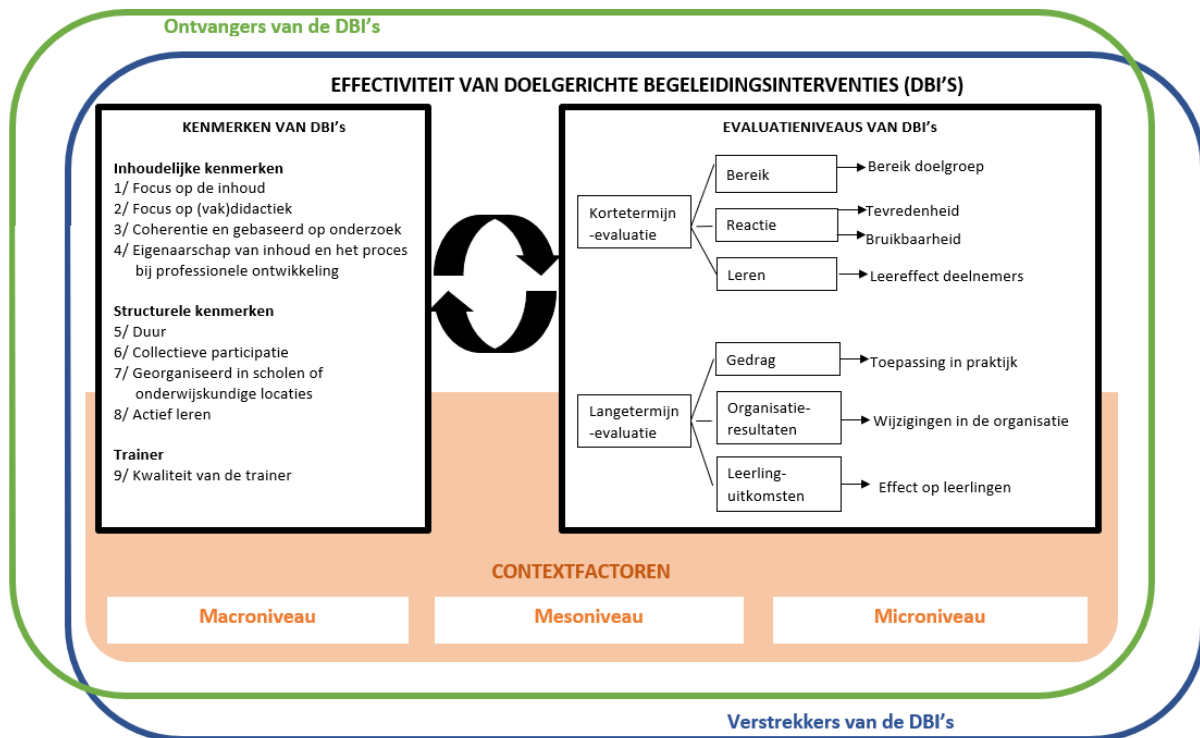 Ontvangers van de DBI's
EFFECTIVITEIT VAN DOELGERICHTE BEGELEIDINGSINTERVENTIES (DBI'S)
KENMERKEN VAN DBI's
Inhoudelijke kenmerken
1/ Focus op de inhoud
2/ Focus op (vak)didactiek
3/ Coherentie en gebaseerd op onderzoek
4/ Eigenaarschap van inhoud en het proces
bij professionele ontwikkeling
Structurele kenmerken
5/ Duur
6/ Collectieve participatie
7/ Georganiseerd in scholen of
onderwijskundige locaties
8/ Actief leren
Trainer
9/ Kwaliteit van de trainer
EVALUATIENIVEAUS VAN DBI's
Kortetermijn
-evaluatie
Bereik
Bereik doelgroep
Reactie
Tevredenheid
Bruikbaarheid
Leren
Leereffect deelnemers
Langetermijn
-evaluatie
Gedrag
Toepassing in praktijk
Organisatie-
resultaten
Wijzigingen in de organisatie
Leerling-
uitkomsten
Effect op leerlingen
CONTEXTFACTOREN
Macroniveau
Mesoniveau
Microniveau
Verstrekkers van de DBI's